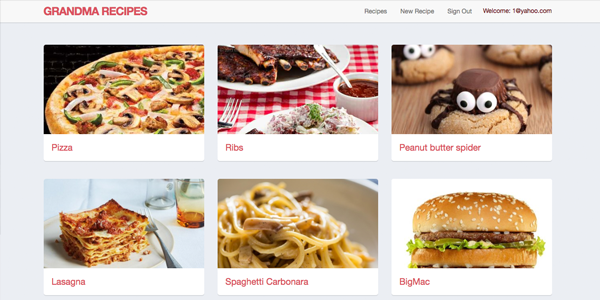 GRANDMA RECIPES
Recipes New Recipe Sign Out Welcome: 1@yahoo.com
Pizza
Ribs
Peanut butter spider
Lasagna
Spaghetti Carbonara
BigMac